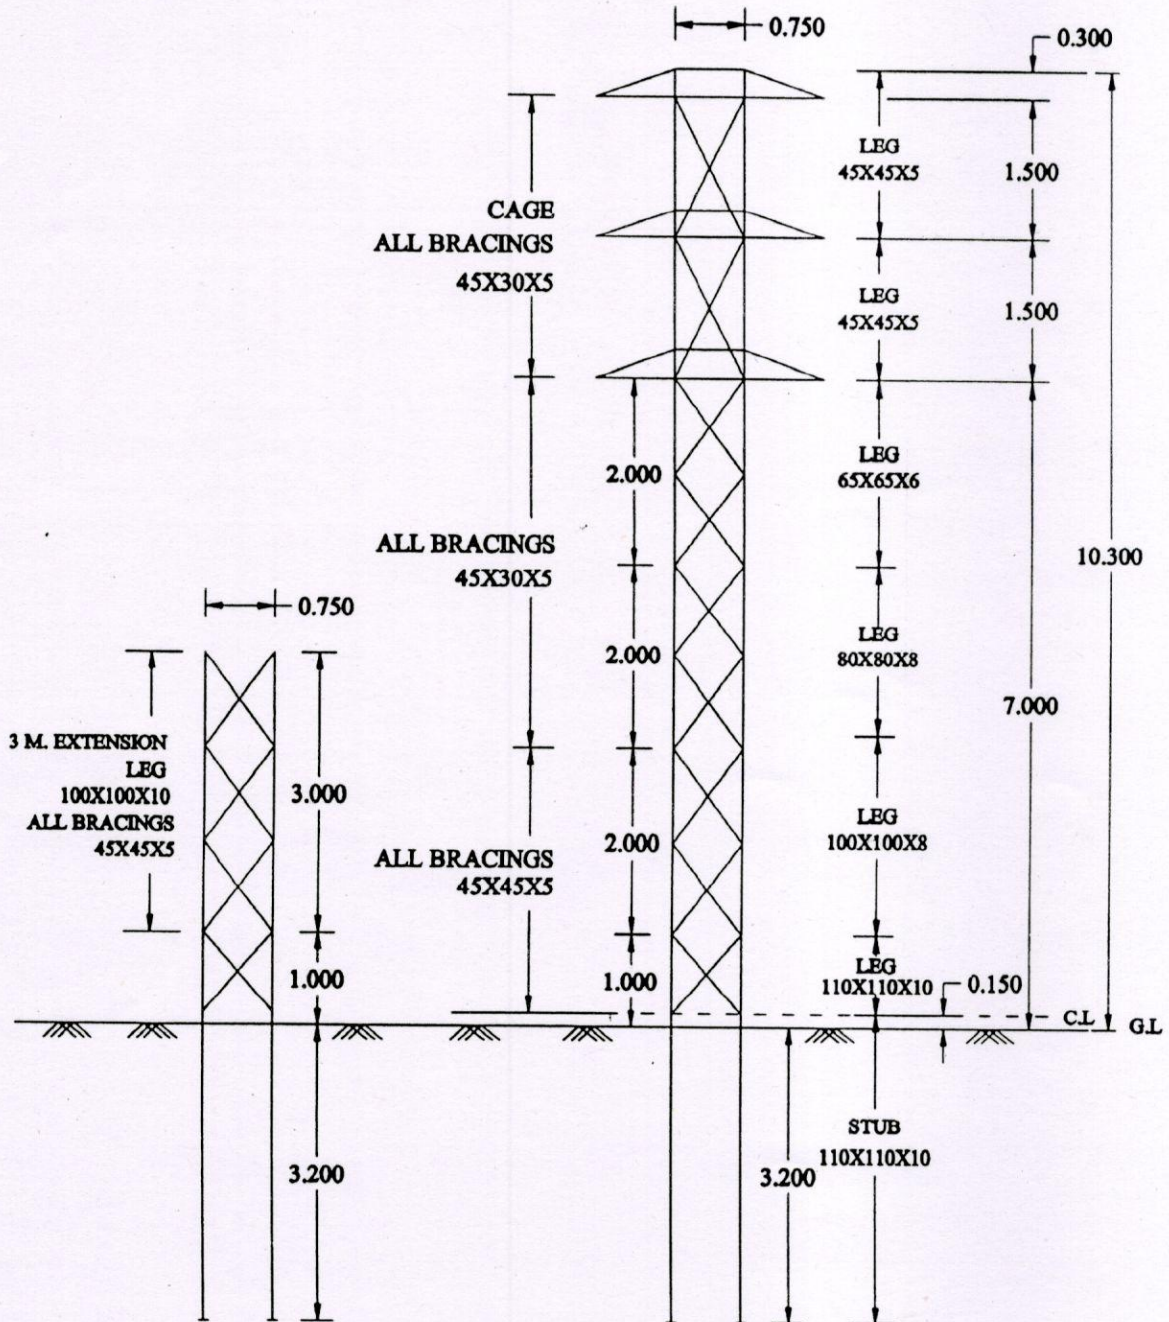 0.750
0.300
LEG
45X45X5
1.500
CAGE
ALL BRACINGS
45X30X5
LEG
45X45X5
1.500
2.000
LEG
65X65X6
ALL BRACINGS
45X30X5
10.300
0.750
2.000
LEG
80X80X8
7.000
3 M. EXTENSION
LEG
100X100X10
ALL BRACINGS
45X45X5
3.000
ALL BRACINGS
45X45X5
2.000
LEG
100X100X8
1.000
1.000
LEG
110X110X10
0.150
C.L
G.L
3.200
3.200
STUB
110X110X10